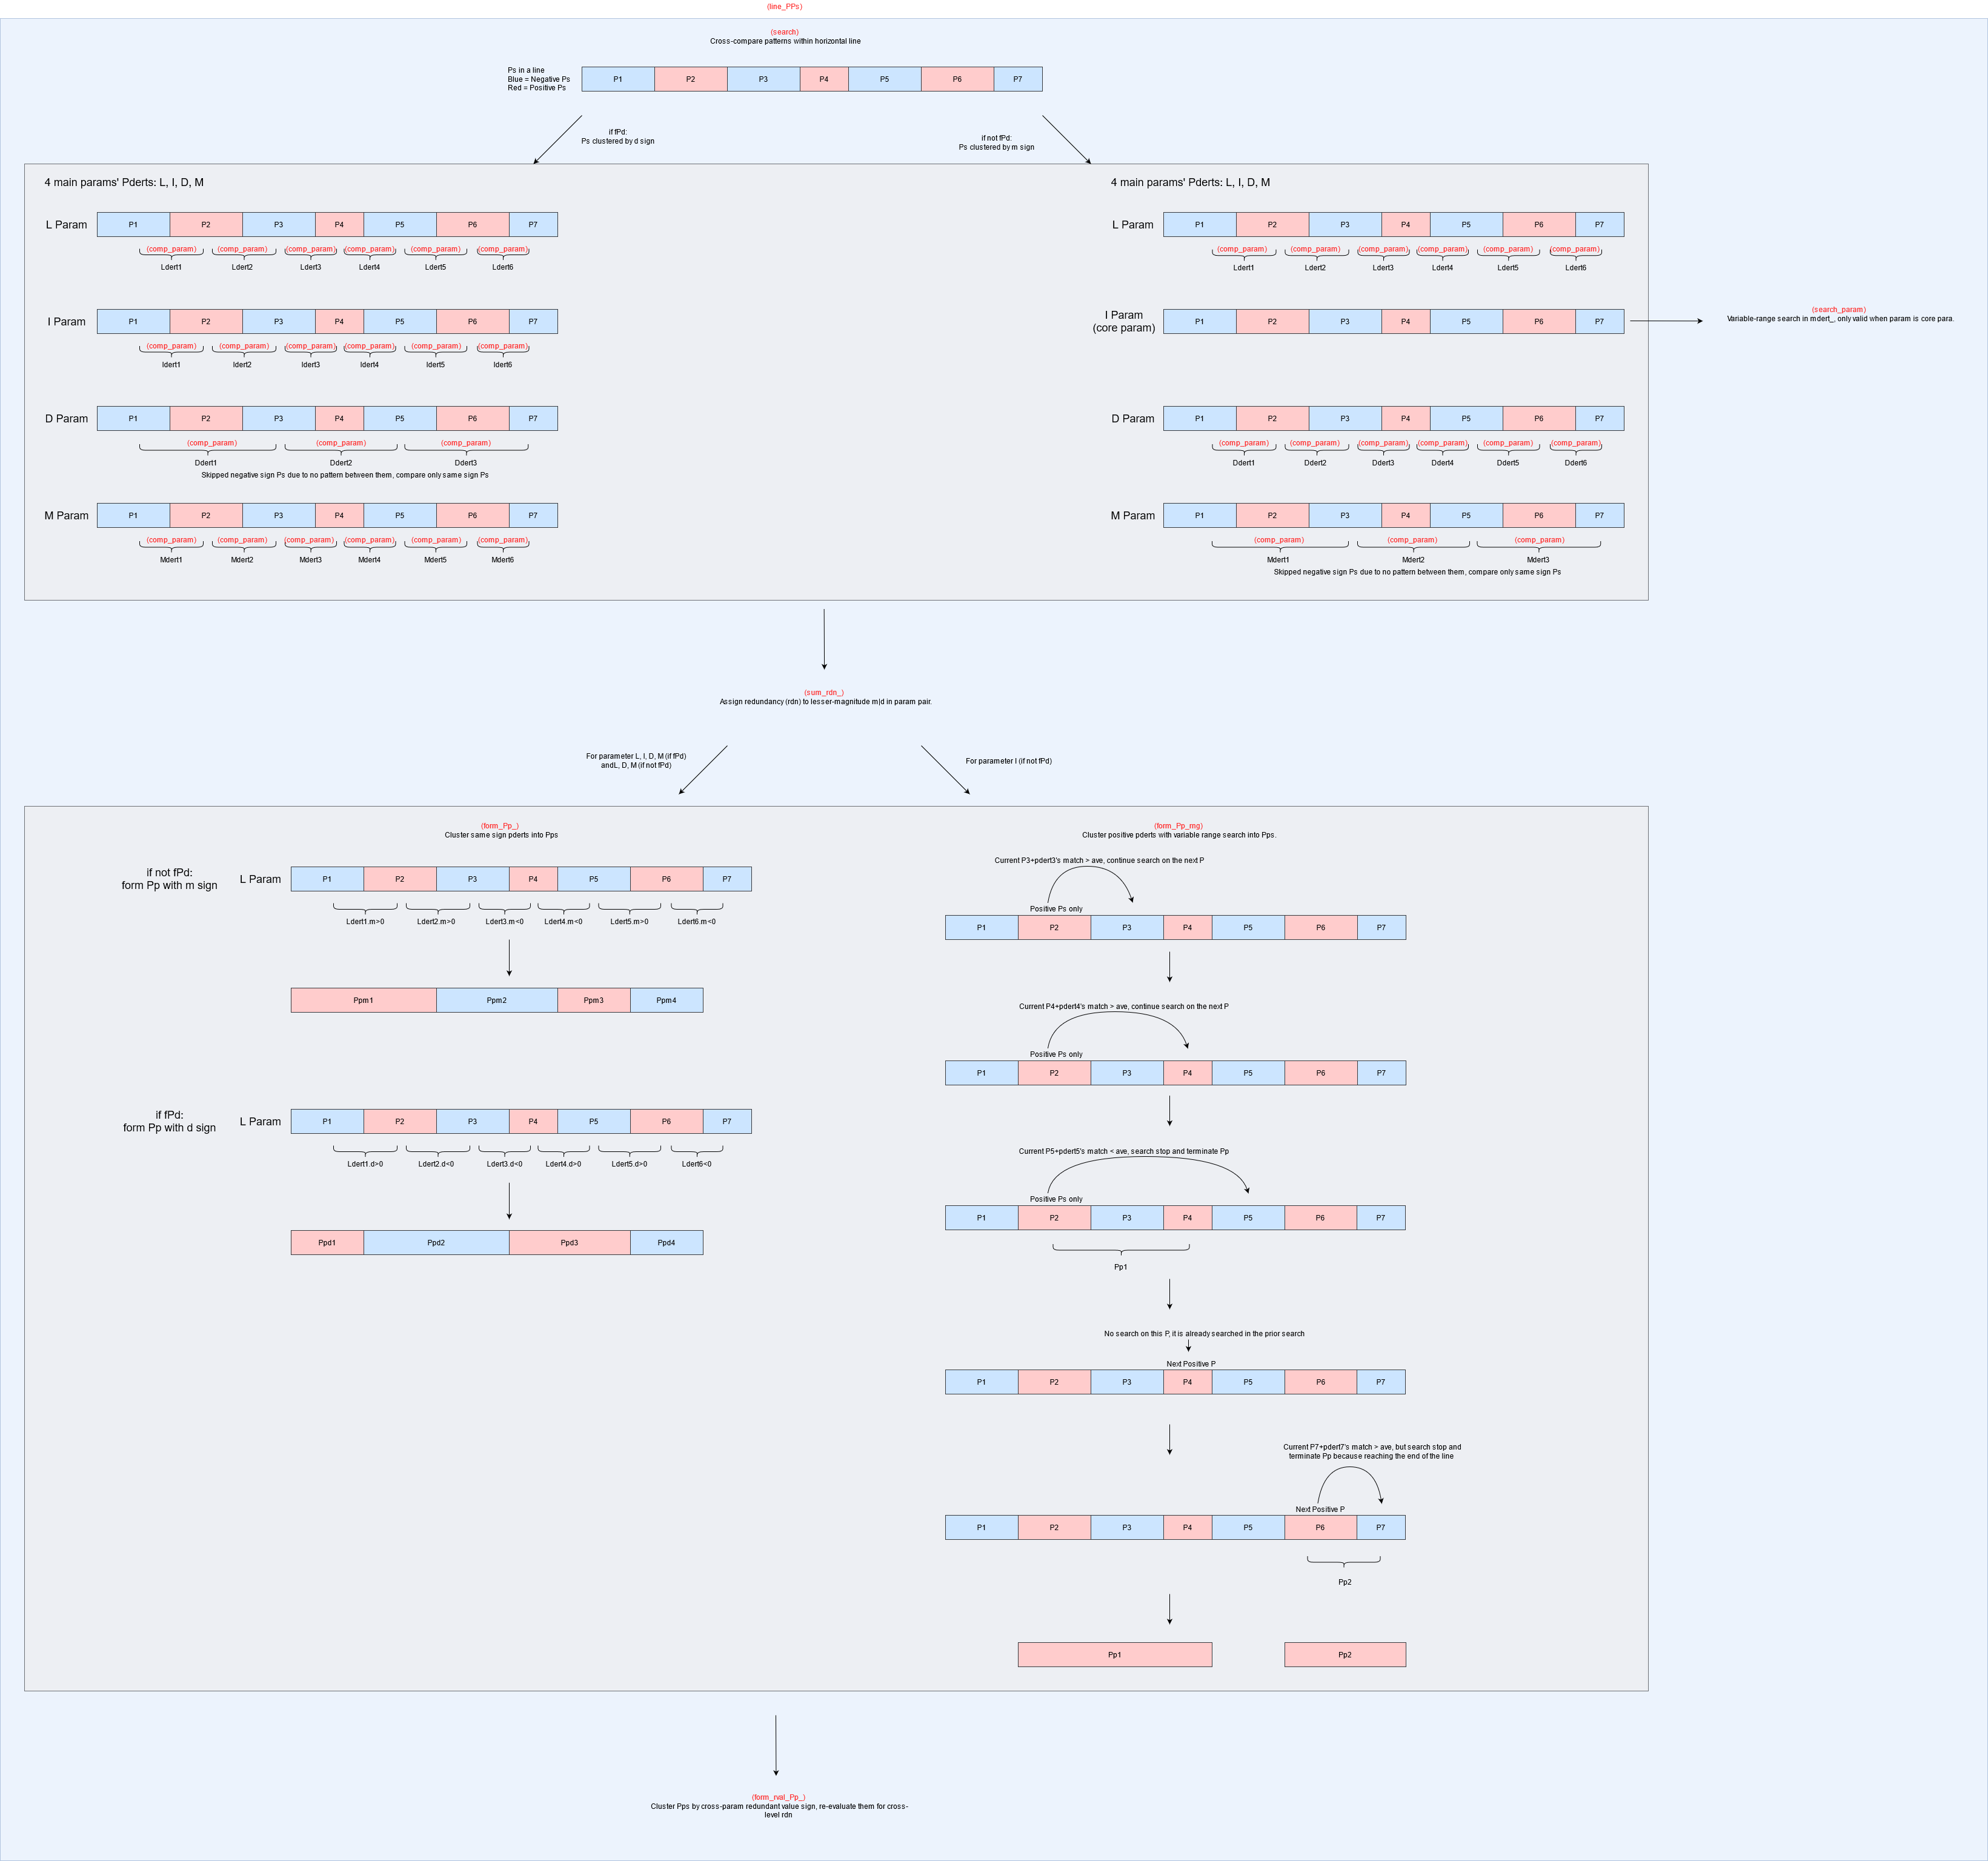 (line_PPs)
(search)
Cross-compare patterns within horizontal line
Ps in a line
Blue = Negative Ps
Red = Positive Ps
P1 P2 P3 P4 P5 P6 P7
if fPd:
Ps clustered by d sign
if not fPd:
Ps clustered by m sign
4 main params' Pderts: L, I, D, M
L Param P1 P2 P3 P4 P5 P6 P7
(comp_param) (comp_param) (comp_param) (comp_param) (comp_param) (comp_param)
Ldert1 Ldert2 Ldert3 Ldert4 Ldert5 Ldert6
I Param P1 P2 P3 P4 P5 P6 P7
(comp_param) (comp_param) (comp_param) (comp_param) (comp_param) (comp_param)
Idert1 Idert2 Idert3 Idert4 Idert5 Idert6
D Param P1 P2 P3 P4 P5 P6 P7
(comp_param) (comp_param) (comp_param)
Ddert1 Ddert2 Ddert3
Skipped negative sign Ps due to no pattern between them, compare only same sign Ps
M Param P1 P2 P3 P4 P5 P6 P7
(comp_param) (comp_param) (comp_param) (comp_param) (comp_param) (comp_param)
Mdert1 Mdert2 Mdert3 Mdert4 Mdert5 Mdert6
4 main params' Pderts: L, I, D, M
L Param P1 P2 P3 P4 P5 P6 P7
(comp_param) (comp_param) (comp_param) (comp_param) (comp_param) (comp_param)
Ldert1 Ldert2 Ldert3 Ldert4 Ldert5 Ldert6
I Param
(core param)
P1 P2 P3 P4 P5 P6 P7
(search_param)
Variable-range search in mdert_, only valid when param is core para.
D Param P1 P2 P3 P4 P5 P6 P7
(comp_param) (comp_param) (comp_param) (comp_param) (comp_param) (comp_param)
Ddert1 Ddert2 Ddert3 Ddert4 Ddert5 Ddert6
M Param P1 P2 P3 P4 P5 P6 P7
(comp_param) (comp_param) (comp_param)
Mdert1 Mdert2 Mdert3
Skipped negative sign Ps due to no pattern between them, compare only same sign Ps
(sum_rdn_)
Assign redundancy (rdn) to lesser-magnitude m|d in param pair.
For parameter L, I, D, M (if fPd)
andL, D, M (if not fPd)
For parameter I (if not fPd)
(form_Pp_)
Cluster same sign pderts into Pps
if not fPd:
form Pp with m sign
L Param P1 P2 P3 P4 P5 P6 P7
Ldert1.m>0 Ldert2.m>0 Ldert3.m<0 Ldert4.m<0 Ldert5.m>0 Ldert6.m<0
Ppm1 Ppm2 Ppm3 Ppm4
if fPd:
form Pp with d sign
L Param P1 P2 P3 P4 P5 P6 P7
Ldert1.d>0 Ldert2.d<0 Ldert3.d<0 Ldert4.d>0 Ldert5.d>0 Ldert6<0
Ppd1 Ppd2 Ppd3 Ppd4
(form_Pp_rng)
Cluster positive pderts with variable range search into Pps.
Current P3+pdert3's match > ave, continue search on the next P
Positive Ps only
P1 P2 P3 P4 P5 P6 P7
Current P4+pdert4's match > ave, continue search on the next P
Positive Ps only
P1 P2 P3 P4 P5 P6 P7
Current P5+pdert5's match < ave, search stop and terminate Pp
Positive Ps only
P1 P2 P3 P4 P5 P6 P7
Pp1
No search on this P, it is already searched in the prior search
Next Positive P
P1 P2 P3 P4 P5 P6 P7
Current P7+pdert7's match > ave, but search stop and
terminate Pp because reaching the end of the line
Next Positive P
P1 P2 P3 P4 P5 P6 P7
Pp2
Pp1 Pp2
(form_rval_Pp_)
Cluster Pps by cross-param redundant value sign, re-evaluate them for cross-
level rdn